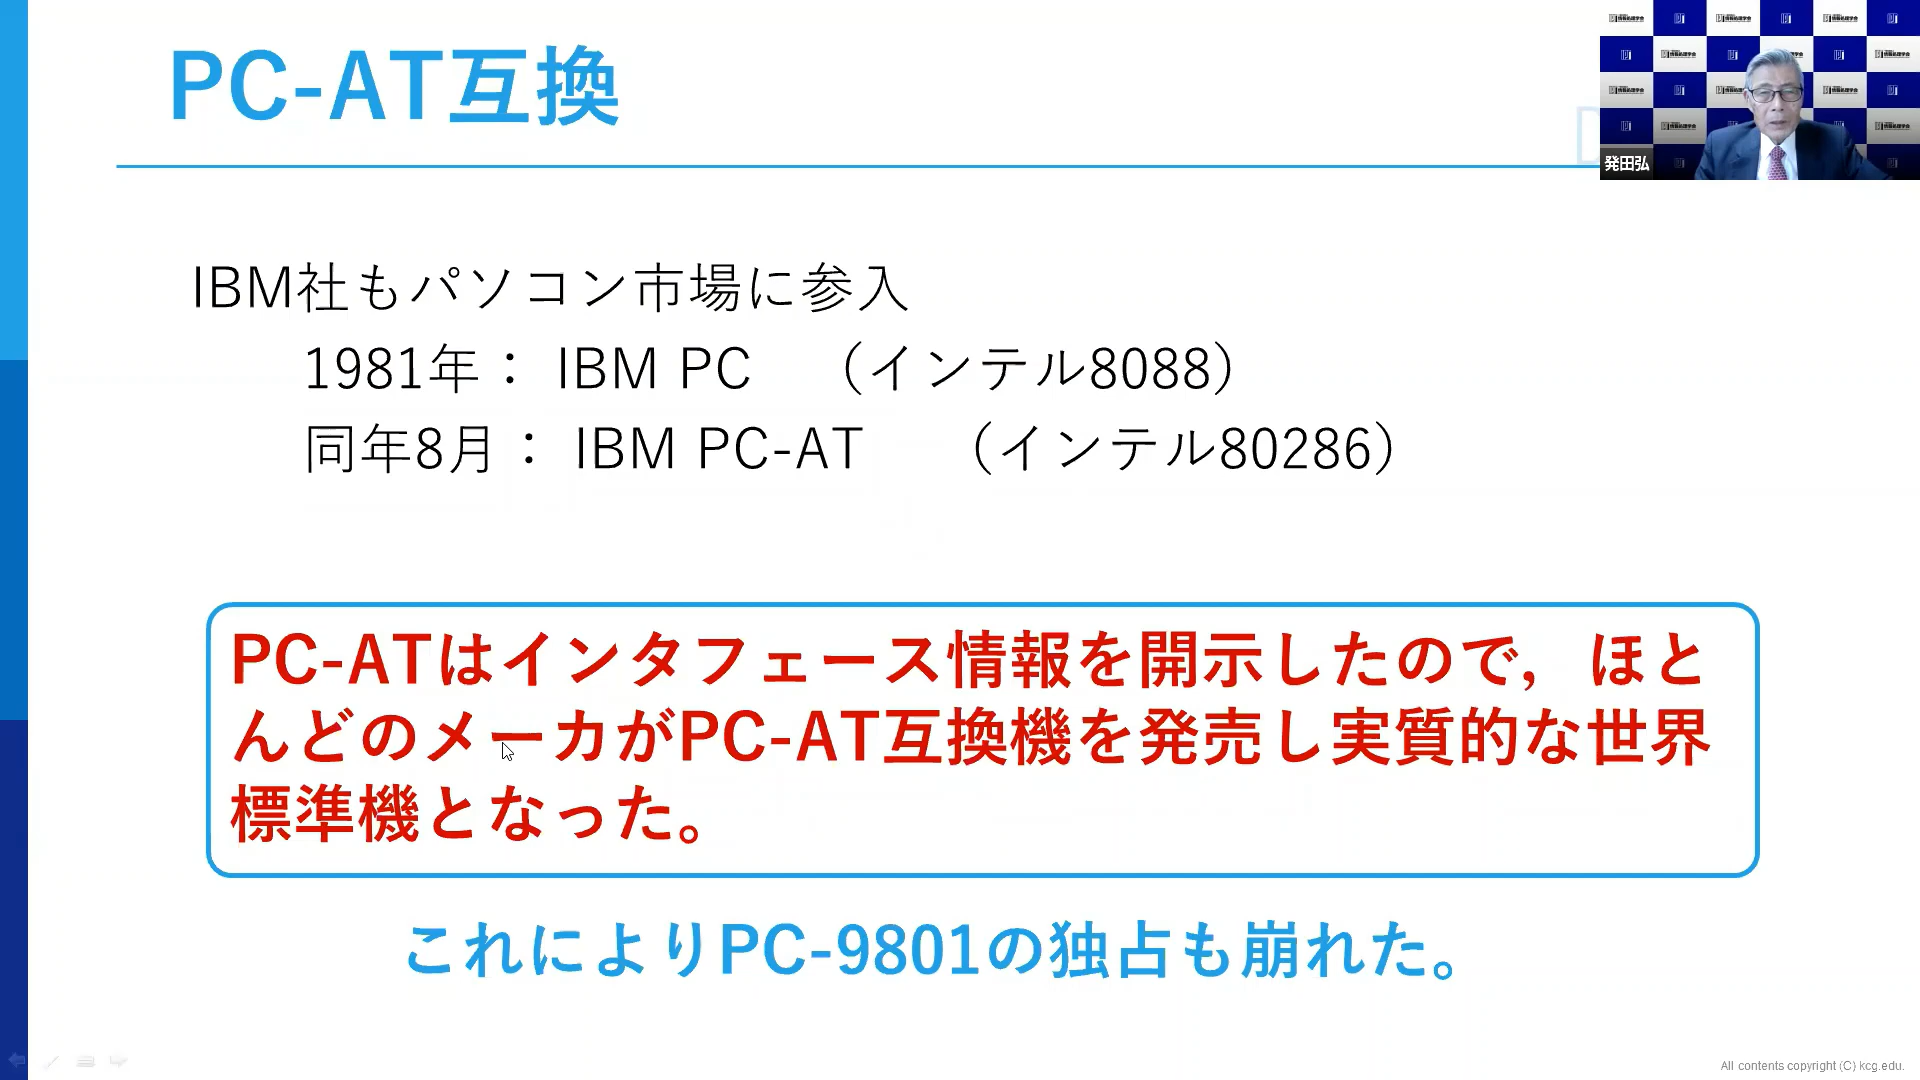 PC-AT互換
発田弘
IBM社もパソコン市場に参入
1981年： IBM PC （インテル8088）
同年8月： IBM PC-AT （インテル80286）
PC-ATはインタフェース情報を開示したので，ほと
んどのメーカがPC-AT互換機を発売し実質的な世界
標準機となった。
これによりPC-9801の独占も崩れた。
All contents copyright (C) kcg.edu.